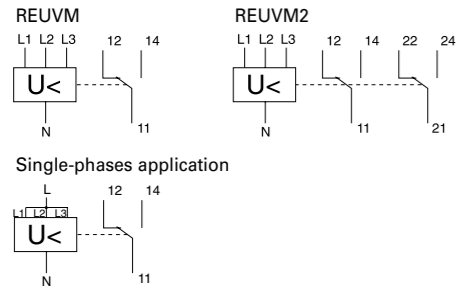 REUVM REUVM2
L1 L2 L3 12 14 L1 L2 L3 12 14 22 24
U< U<
N 11 N 11 21
Single-phases application
L 12 14
L1 L2 L3
U<
N 11